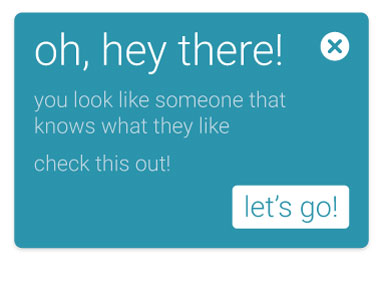 oh, hey there!
you look like someone that
knows what they like
check this out!
let's go!